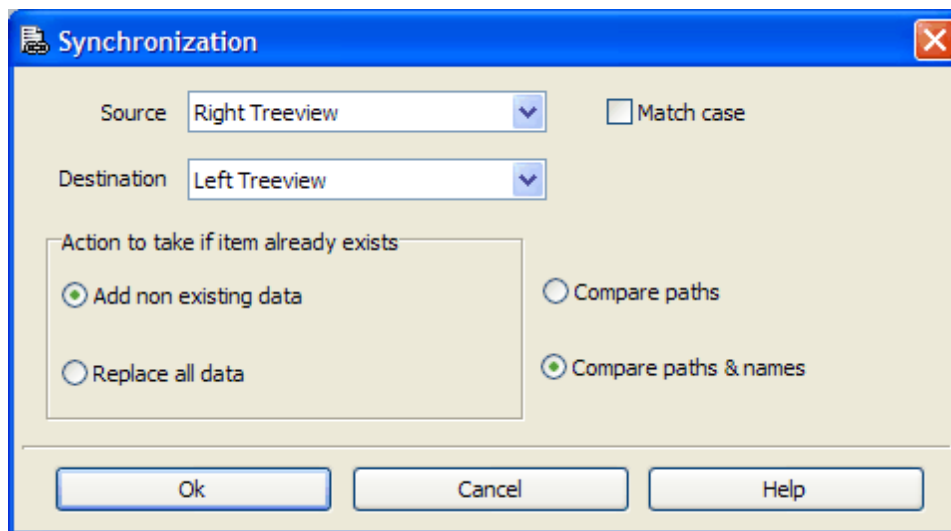 Synchronization
Source Right Treeview Match case
Destination Left Treeview
Action to take if item already exists
Add non existing data
Compare paths
Replace all data
Compare paths & names
Ok Cancel Help